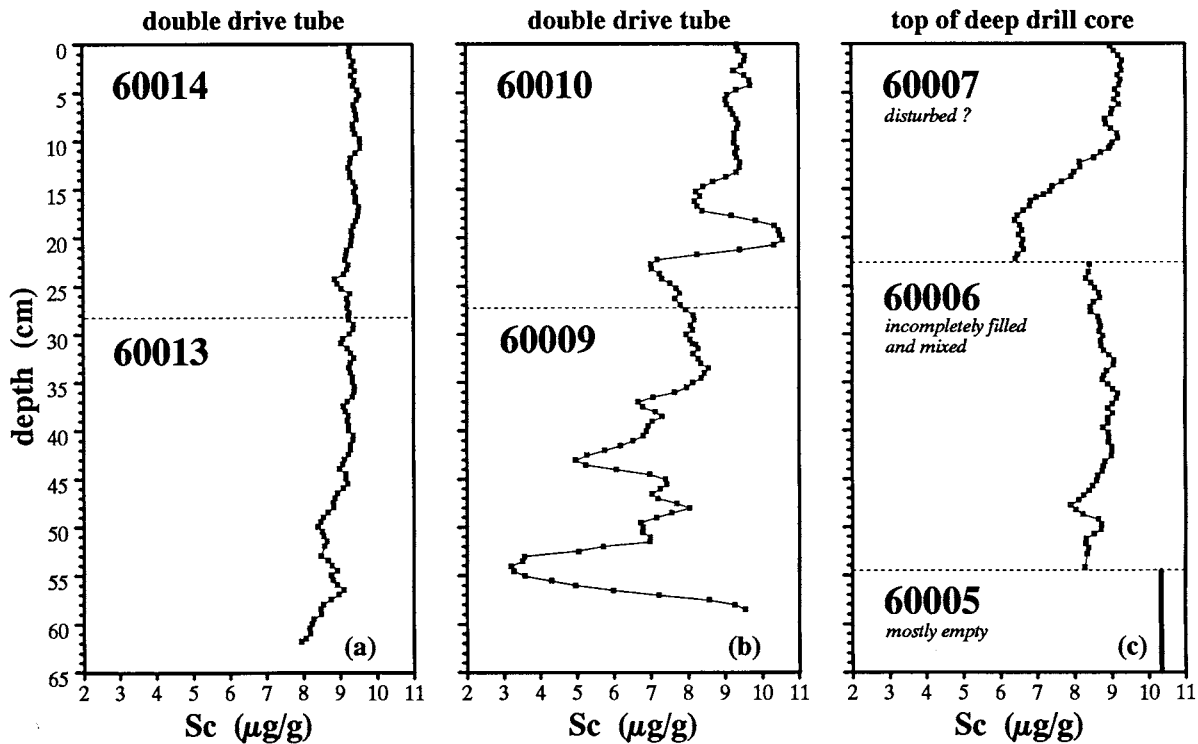 double drive tube
double drive tube
top of deep drill core
depth (cm)
0
5
10
15
20
25
30
35
40
45
50
55
60
65
60014
60013
(a)
2 3 4 5 6 7 8 9 10 11
Sc (µg/g)
60010
60009
(b)
2 3 4 5 6 7 8 9 10 11
Sc (µg/g)
60007
disturbed ?
60006
incompletely filled
and mixed
60005
mostly empty
(c)
2 3 4 5 6 7 8 9 10 11
Sc (µg/g)